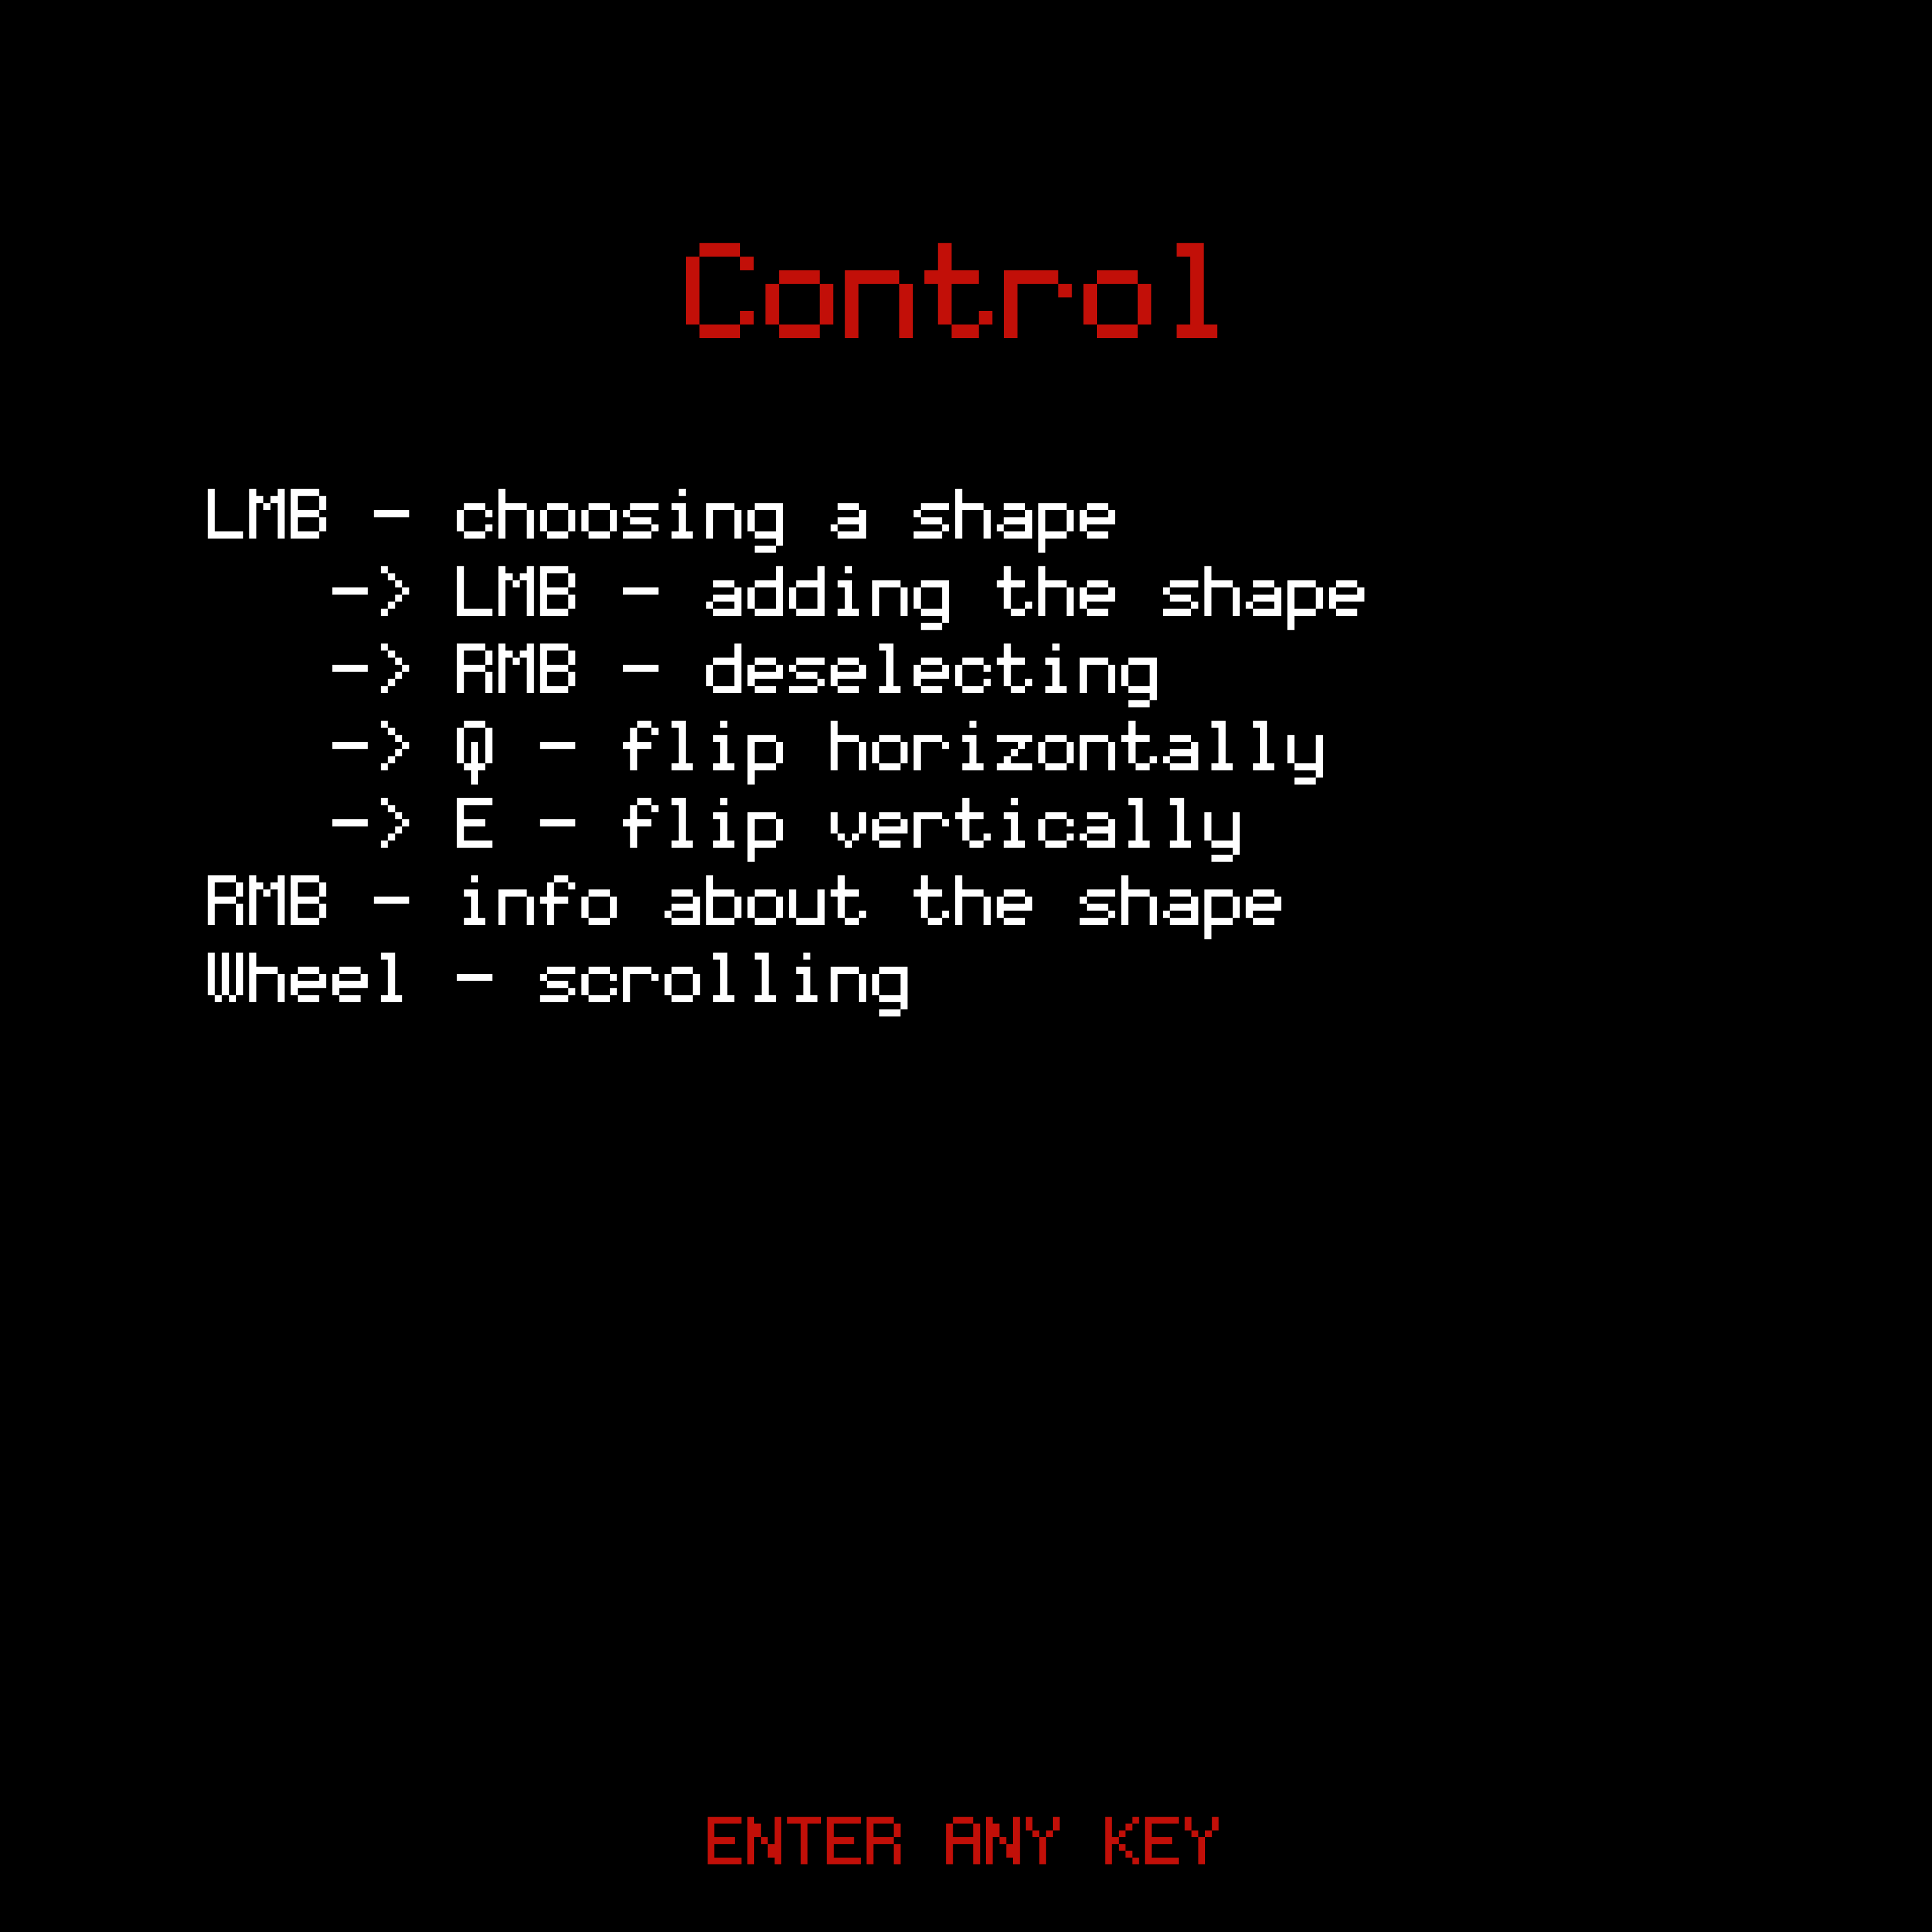 Control
LMB - choosing a shape
-> LMB - adding the shape
-> RMB - deselecting
-> Q - flip horizontally
-> E - flip vertically
RMB - info about the shape
Wheel - scrolling
ENTER ANY KEY